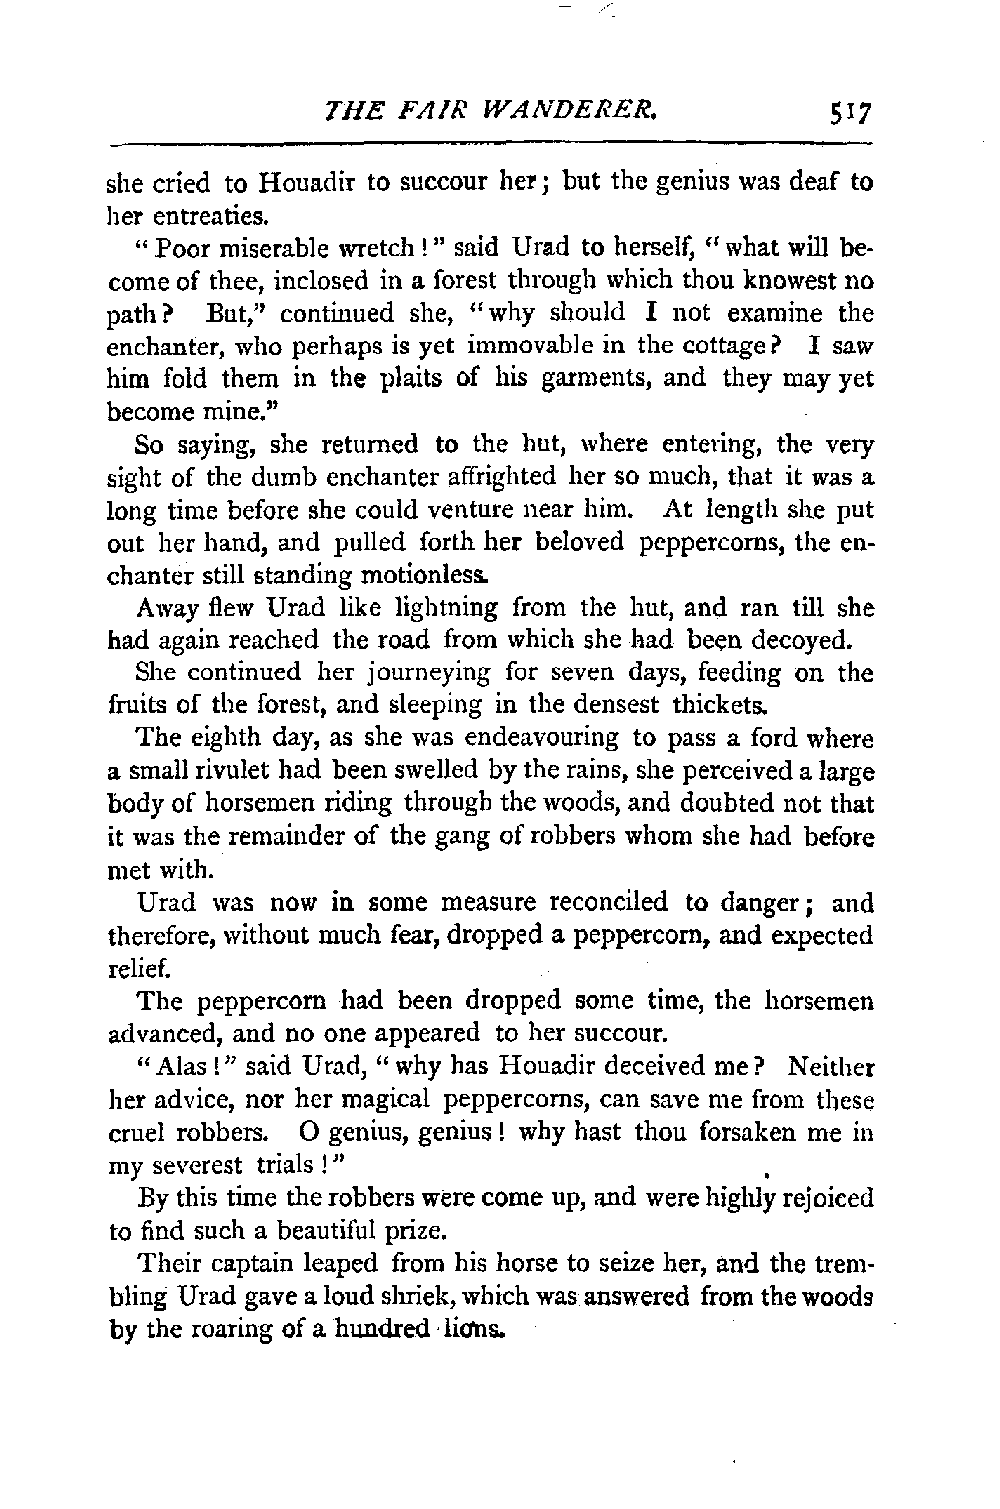 THE FAIR WANDERER. 517
she cried to Houadir to succour her; but the genius was deaf to
her entreaties.
“Poor miserable wretch!” said Urad to herself, “what will be-
come of thee, inclosed in a forest through which thou knowest no
path? But,” continued she, “why should I not examine the
enchanter, who perhaps is yet immovable in the cottage? I saw
him fold them in the plaits of his garments, and they may yet
become mine.”
So saying, she returned to the hut, where entering, the very
sight of the dumb enchanter affrighted her so much, that it was a
long time before she could venture near him. At length she put
out her hand, and pulled forth her beloved peppercorns, the en-
chanter still standing motionless.
Away flew Urad like lightning from the hut, and ran till she
had again reached the road from which she had been decoyed.
She continued her journeying for seven days, feeding on the
fruits of the forest, and sleeping in the densest thickets.
The eighth day, as she was endeavouring to pass a ford where
a small rivulet had been swelled by the rains, she perceived a large
body of horsemen riding through the woods, and doubted not that
it was the remainder of the gang of robbers whom she had before
met with.
Urad was now in some measure reconciled to danger; and
therefore, without much fear, dropped a peppercorn, and expected
relief.
The peppercorn had been dropped some time, the horsemen
advanced, and no one appeared to her succour.
“Alas!” said Urad, “why has Houadir deceived me? Neither
her advice, nor her magical peppercorns, can save me from these
cruel robbers. O genius, genius! why hast thou forsaken me in
my severest trials!”
By this time the robbers were come up, and were highly rejoiced
to find such a beautiful prize.
Their captain leaped from his horse to seize her, and the trem-
bling Urad gave a loud shriek, which was answered from the woods
by the roaring of a hundred lions.